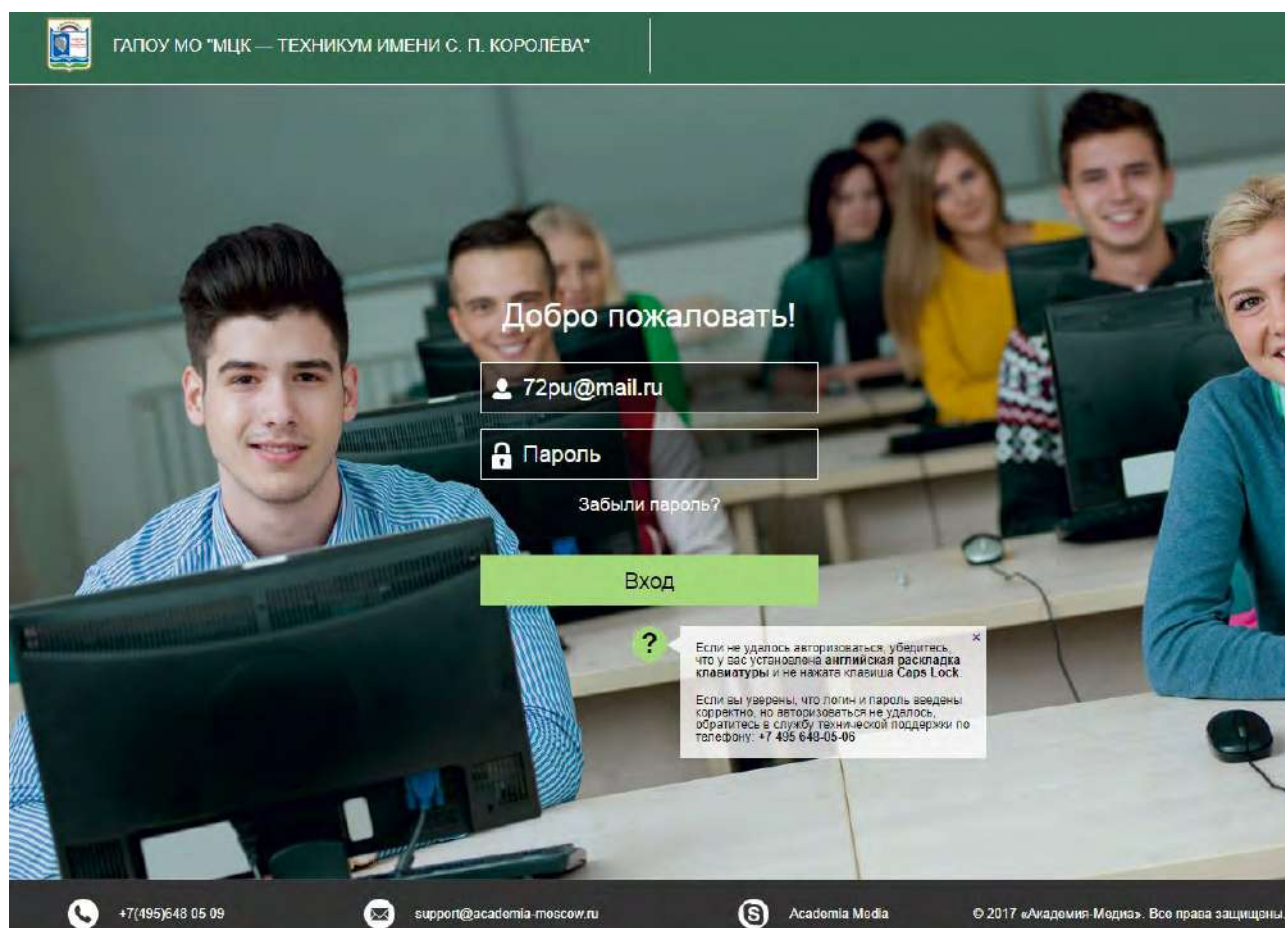 ГАПОУ МО "МЦК — ТЕХНИКУМ ИМЕНИ С. П. КОРОЛЁВА"
Добро пожаловать!
72pu@mail.ru
Пароль
Забыли пароль?
Вход
?
×
Если не удалось авторизоваться, убедитесь,
что у вас установлена английская раскладка
клавиатуры и не нажата клавиша Caps Lock.
Если вы уверены, что логин и пароль введены
корректно, но авторизоваться не удалось,
обратитесь в службу технической поддержки по
телефону: +7 495 648-05-06
+7(495)648 05 09
support@academia-moscow.ru
Academia Media
© 2017 «Академия-Медиа». Все права защищены.